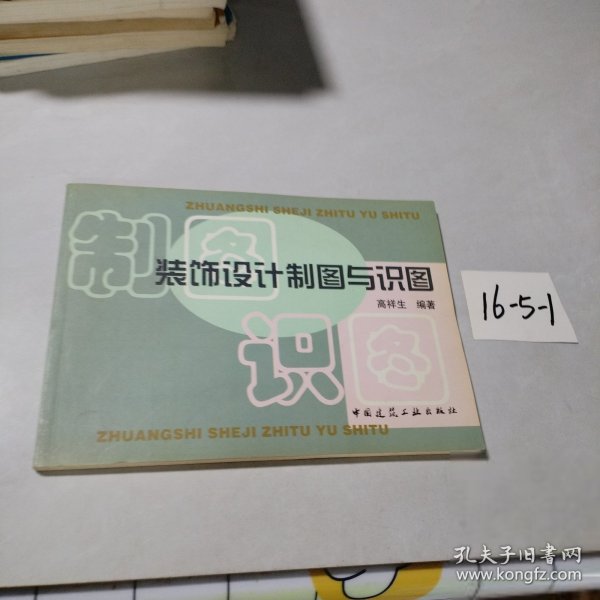 ZHUANGSHI SHEJI ZHITU YU SHITU
制图
装饰设计制图与识图
高祥生 编著
识图
中国建筑工业出版社
ZHUANGSHI SHEJI ZHITU YU SHITU
16-5-1
孔夫子旧书网
www.kongfz.com